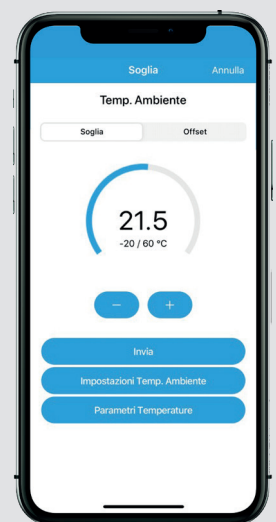 Soglia
Annulla
Temp. Ambiente
Soglia
Offset
21.5
-20 / 60 °C
−
+
Invia
Impostazioni Temp. Ambiente
Parametri Temperature